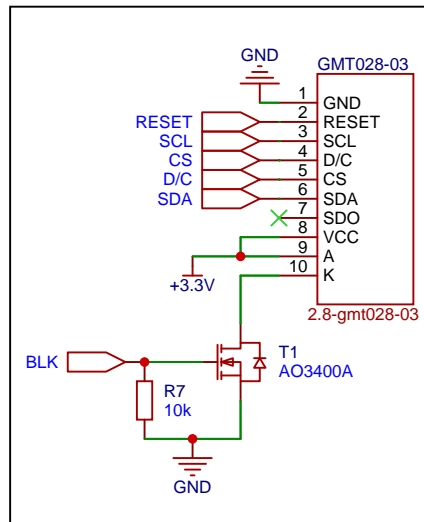 GND
GMT028-03
1 GND
RESET 2 RESET
SCL 3 SCL
CS 4 D/C
D/C 5 CS
SDA 6 SDA
7 SDO
8 VCC
9 A
+3.3V
10 K
2.8-gmt028-03
BLK
T1
AO3400A
R7
10k
GND